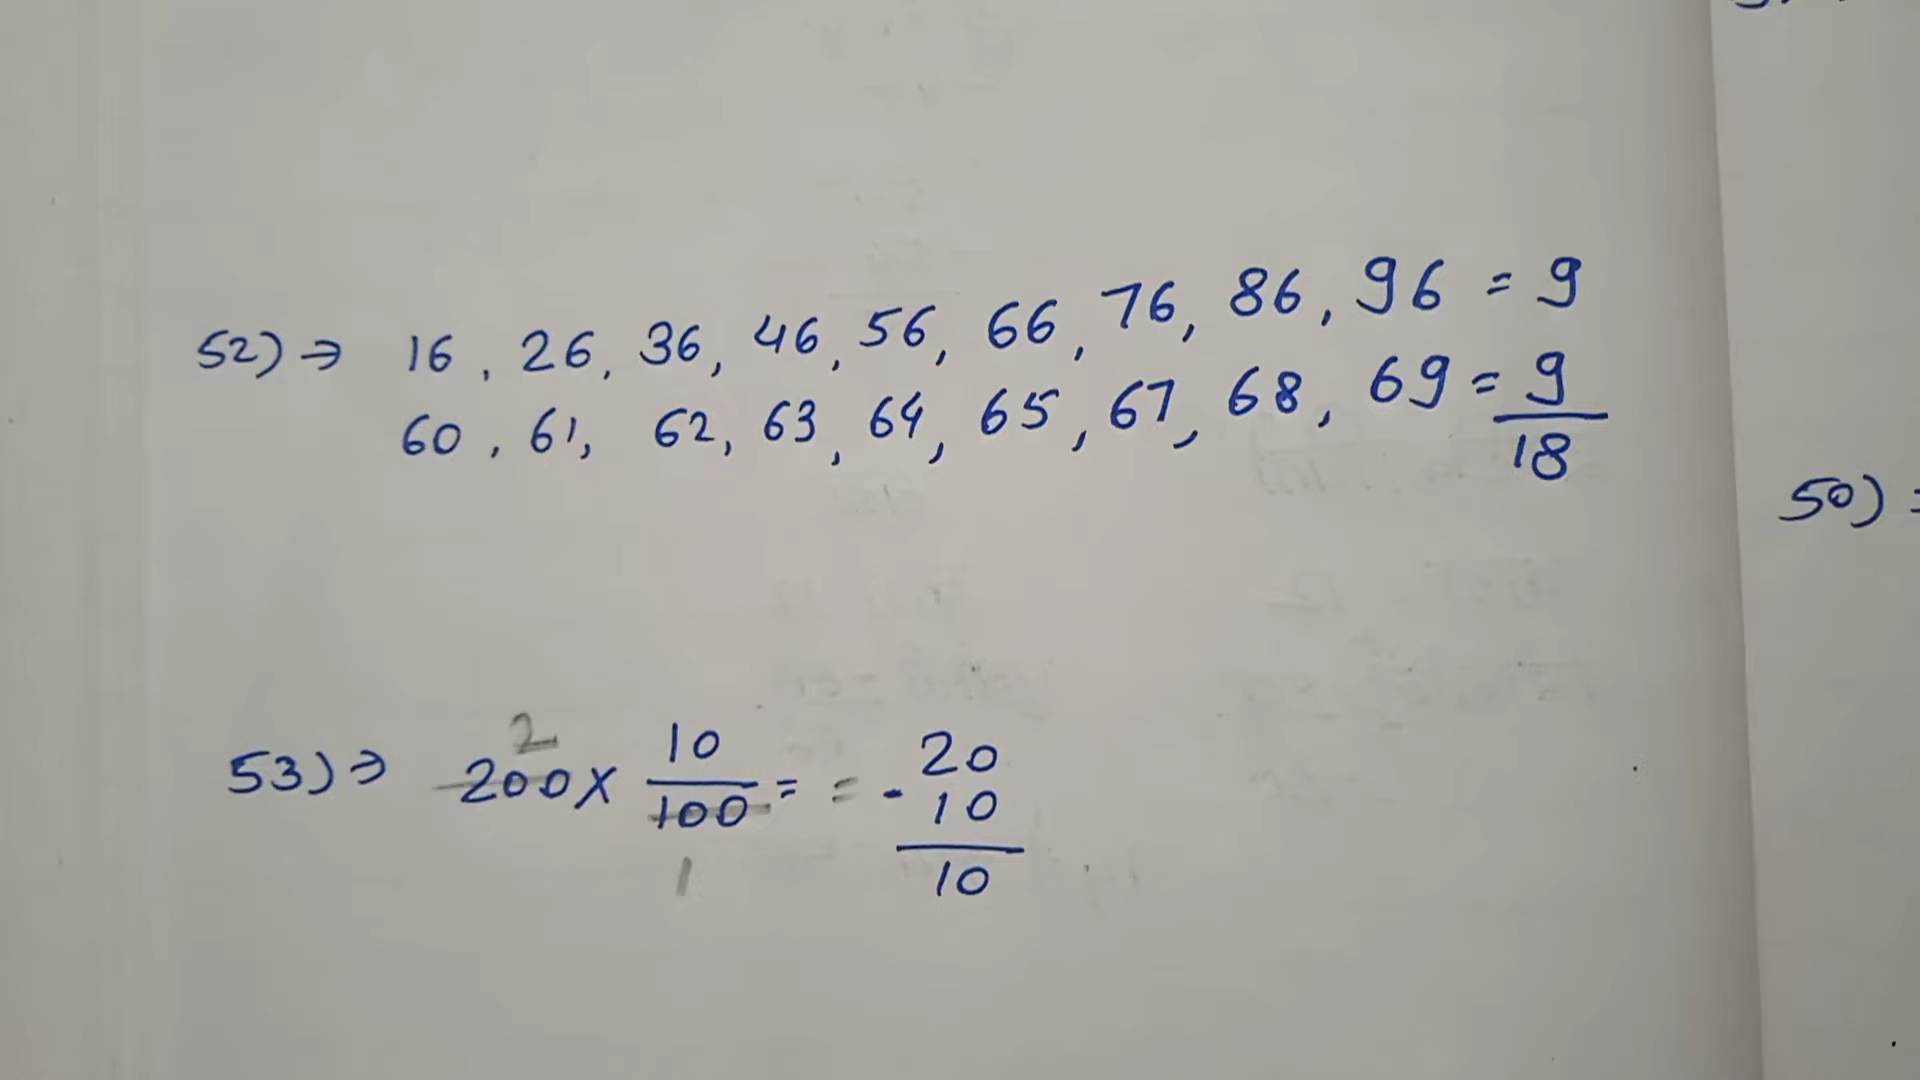 52) ⇒ 16, 26, 36, 46, 56, 66, 76, 86, 96 = 9
60, 61, 62, 63, 64, 65, 67, 68, 69 = 9
18
50) =
2
53) ⇒ 200 × 10/100 = = - 20
10
1
10